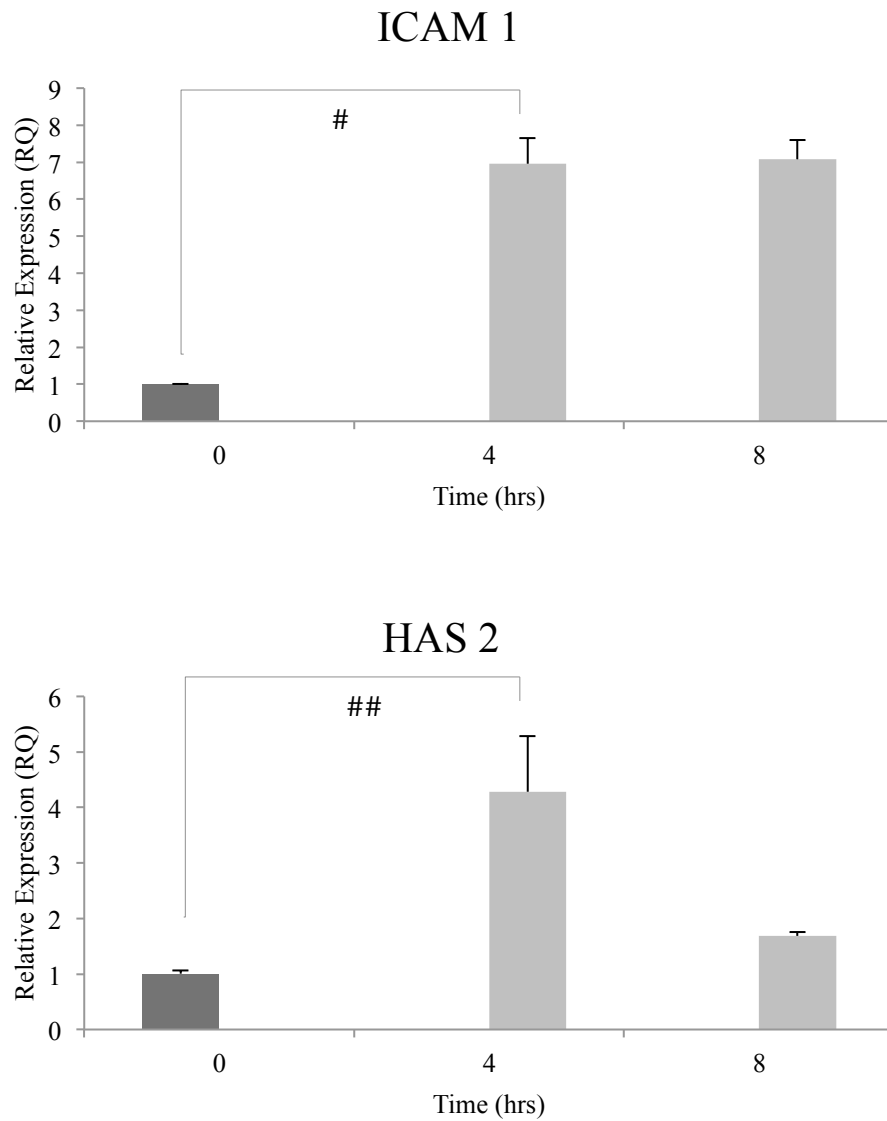 ICAM 1
Relative Expression (RQ)
9
8
7
6
5
4
3
2
1
0
#
0 4 8
Time (hrs)
HAS 2
Relative Expression (RQ)
6
5
4
3
2
1
0
##
0 4 8
Time (hrs)